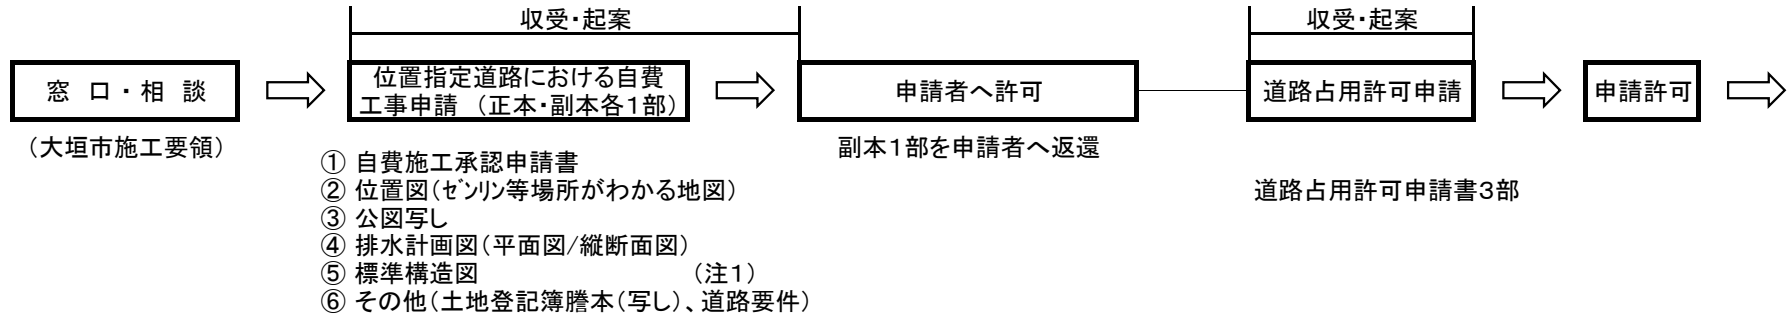 収受・起案
収受・起案
窓 口 ・ 相 談
位置指定道路における自費
工事申請 (正本・副本各1部)
申請者へ許可
道路占用許可申請
申請許可
(大垣市施工要領)
副本1部を申請者へ返還
① 自費施工承認申請書
② 位置図(ｾﾞﾝﾘﾝ等場所がわかる地図)
③ 公図写し
④ 排水計画図(平面図/縦断面図)
⑤ 標準構造図 (注1)
⑥ その他(土地登記簿謄本(写し)、道路要件)
道路占用許可申請書3部